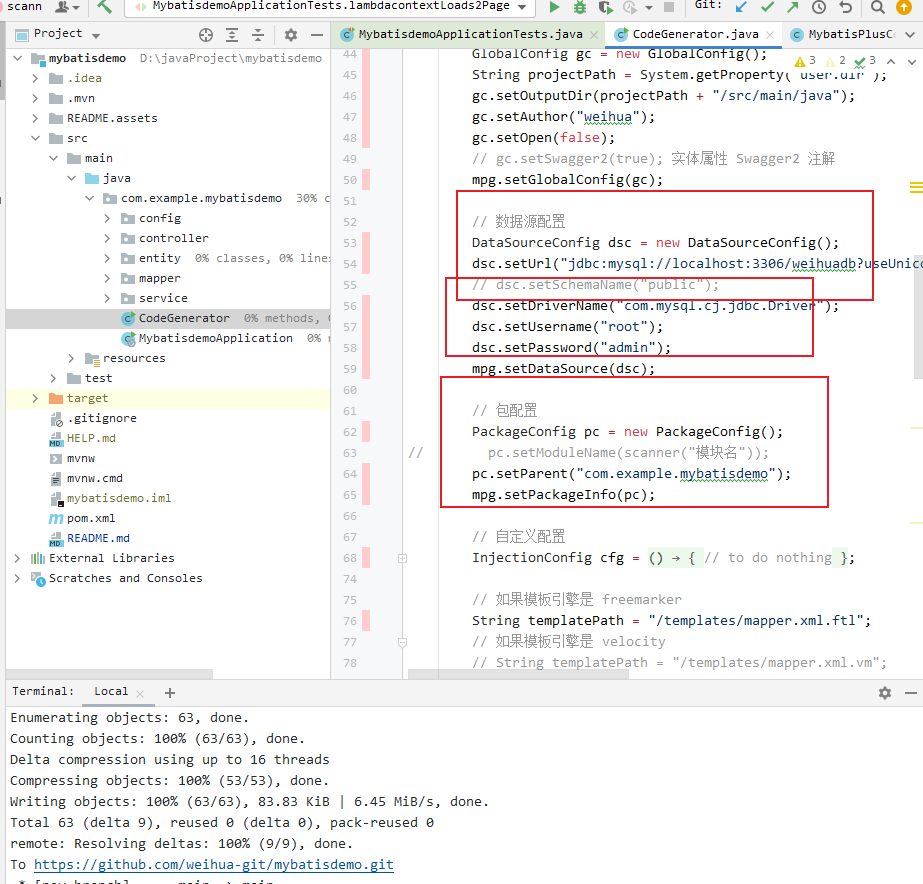 scann
MybatisdemoApplicationTests.lambdacontextLoads2Page
Git:
Project
MybatisdemoApplicationTests.java
CodeGenerator.java
MybatisPlusC
mybatisdemo D:\javaProject\mybatisdemo
.idea
.mvn
README.assets
src
main
java
com.example.mybatisdemo 30% c
config
controller
entity 0% classes, 0% lines
mapper
service
CodeGenerator 0% methods,
MybatisdemoApplication 0%
resources
test
target
.gitignore
HELP.md
mvnw
mvnw.cmd
mybatisdemo.iml
pom.xml
README.md
External Libraries
Scratches and Consoles
3 2 3
44 GlobalConfig gc = new GlobalConfig();
45 String projectPath = System.getProperty("user.dir");
46 gc.setOutputDir(projectPath + "/src/main/java");
47 gc.setAuthor("weihua");
48 gc.setOpen(false);
49 // gc.setSwagger2(true); 实体属性 Swagger2 注解
50 mpg.setGlobalConfig(gc);
51
52 // 数据源配置
53 DataSourceConfig dsc = new DataSourceConfig();
54 dsc.setUrl("jdbc:mysql://localhost:3306/weihuadb?useUnico
55 // dsc.setSchemaName("public");
56 dsc.setDriverName("com.mysql.cj.jdbc.Driver");
57 dsc.setUsername("root");
58 dsc.setPassword("admin");
59 mpg.setDataSource(dsc);
60
61 // 包配置
62 PackageConfig pc = new PackageConfig();
63 // pc.setModuleName(scanner("模块名"));
64 pc.setParent("com.example.mybatisdemo");
65 mpg.setPackageInfo(pc);
66
67 // 自定义配置
68 InjectionConfig cfg = () → { // to do nothing };
74
75 // 如果模板引擎是 freemarker
76 String templatePath = "/templates/mapper.xml.ftl";
77 // 如果模板引擎是 velocity
78 // String templatePath = "/templates/mapper.xml.vm";
Terminal: Local
Enumerating objects: 63, done.
Counting objects: 100% (63/63), done.
Delta compression using up to 16 threads
Compressing objects: 100% (53/53), done.
Writing objects: 100% (63/63), 83.83 KiB | 6.45 MiB/s, done.
Total 63 (delta 9), reused 0 (delta 0), pack-reused 0
remote: Resolving deltas: 100% (9/9), done.
To https://github.com/weihua-git/mybatisdemo.git
* [new branch] main -> main